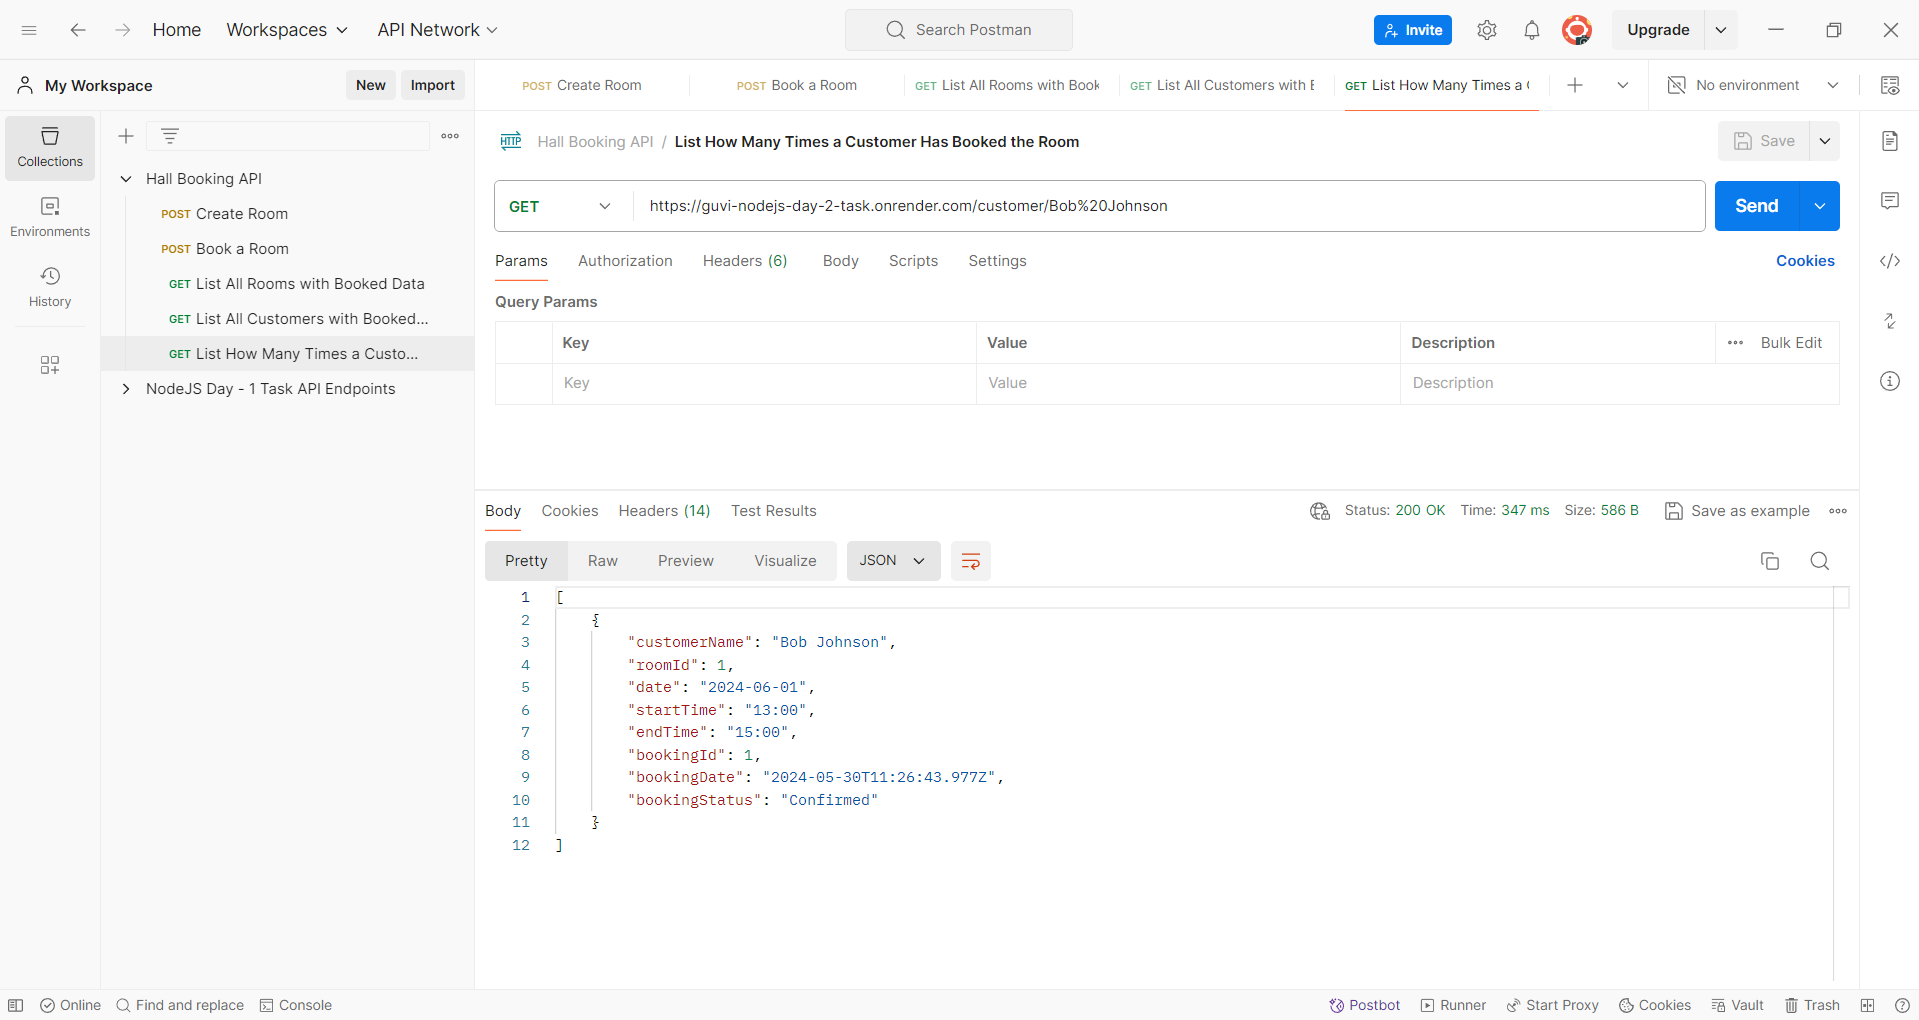 Home Workspaces API Network Search Postman Invite Upgrade
My Workspace New Import POST Create Room POST Book a Room GET List All Rooms with Book GET List All Customers with E GET List How Many Times a ( No environment
Collections
Environments
History
Hall Booking API
POST Create Room
POST Book a Room
GET List All Rooms with Booked Data
GET List All Customers with Booked...
GET List How Many Times a Custo...
NodeJS Day - 1 Task API Endpoints
HTTP Hall Booking API / List How Many Times a Customer Has Booked the Room Save
GET https://guvi-nodejs-day-2-task.onrender.com/customer/Bob%20Johnson Send
Params Authorization Headers (6) Body Scripts Settings Cookies
Query Params
Key Value Description Bulk Edit
Key Value Description
Body Cookies Headers (14) Test Results Status: 200 OK Time: 347 ms Size: 586 B Save as example
Pretty Raw Preview Visualize JSON
1 [
2 {
3 "customerName": "Bob Johnson",
4 "roomId": 1,
5 "date": "2024-06-01",
6 "startTime": "13:00",
7 "endTime": "15:00",
8 "bookingId": 1,
9 "bookingDate": "2024-05-30T11:26:43.977Z",
10 "bookingStatus": "Confirmed"
11 }
12 ]
Online Find and replace Console Postbot Runner Start Proxy Cookies Vault Trash